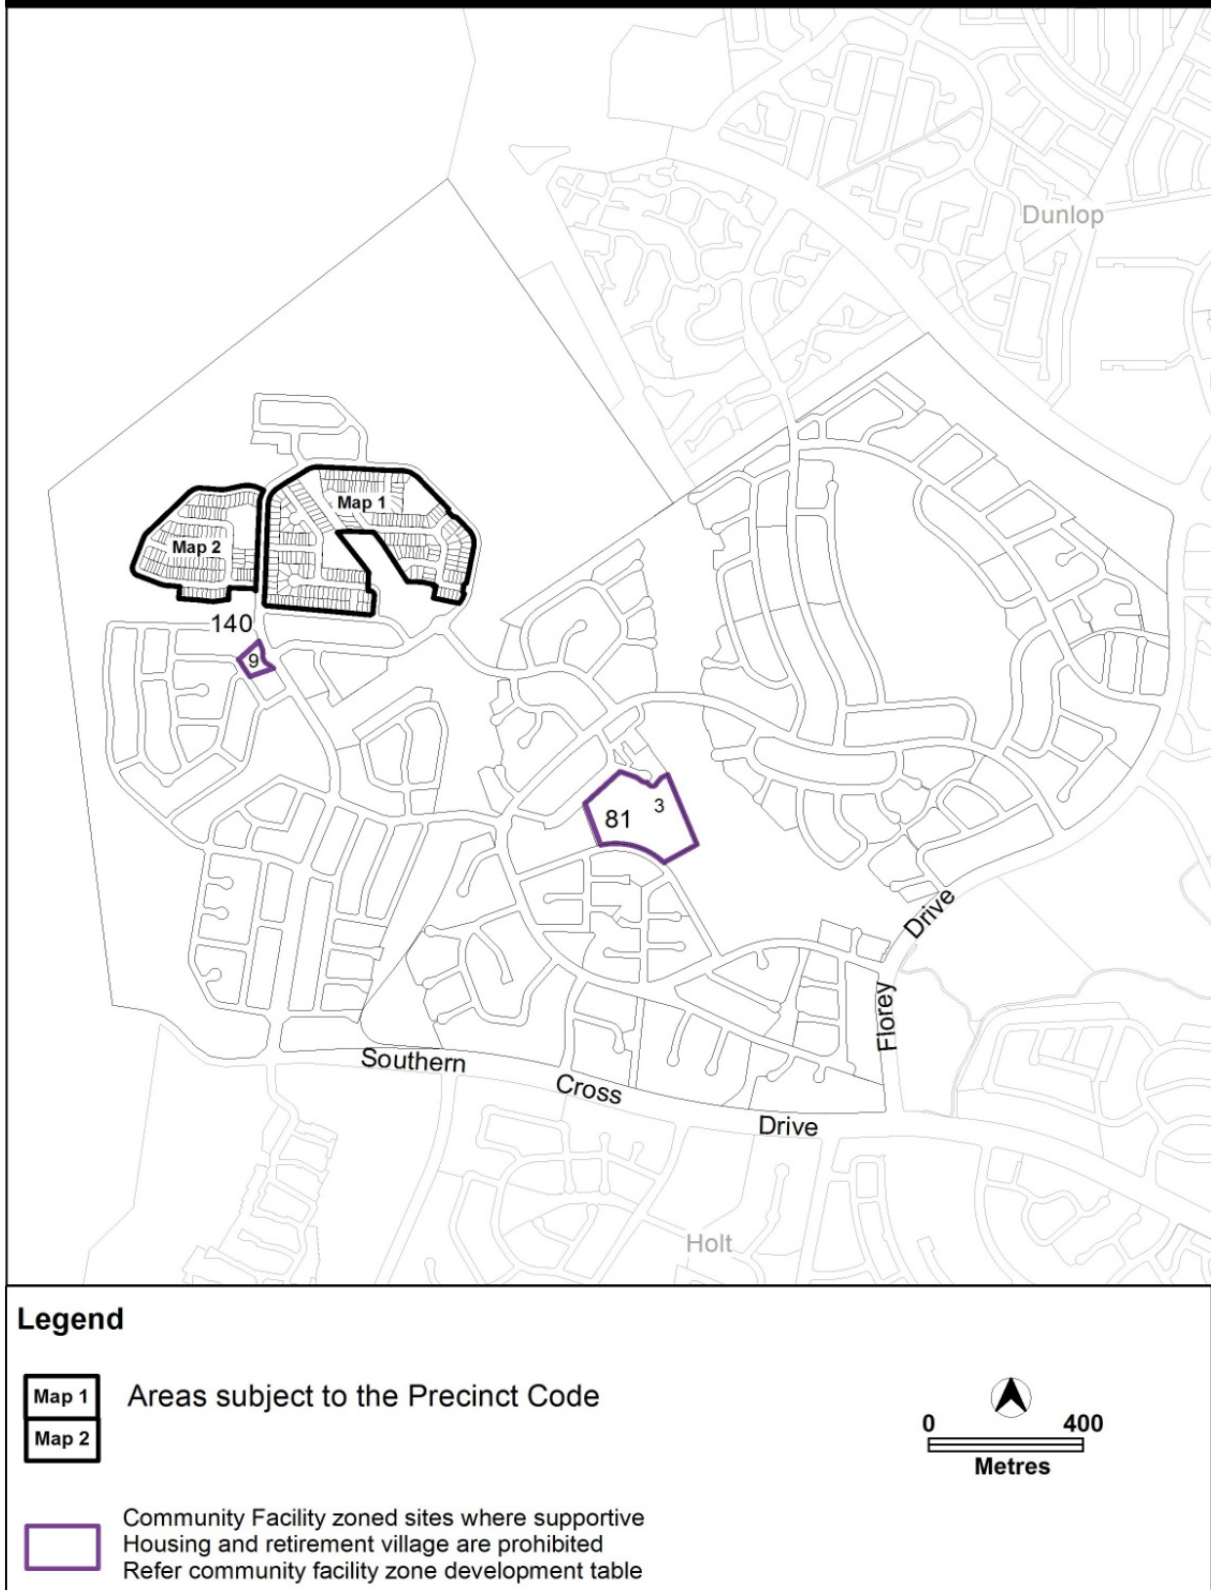 Dunlop
Map 1
Map 2
140
9
3
81
Drive
Florey
Southern
Cross
Drive
Holt
Legend
Map 1
Areas subject to the Precinct Code
Map 2
0 400
Metres
Community Facility zoned sites where supportive
Housing and retirement village are prohibited
Refer community facility zone development table